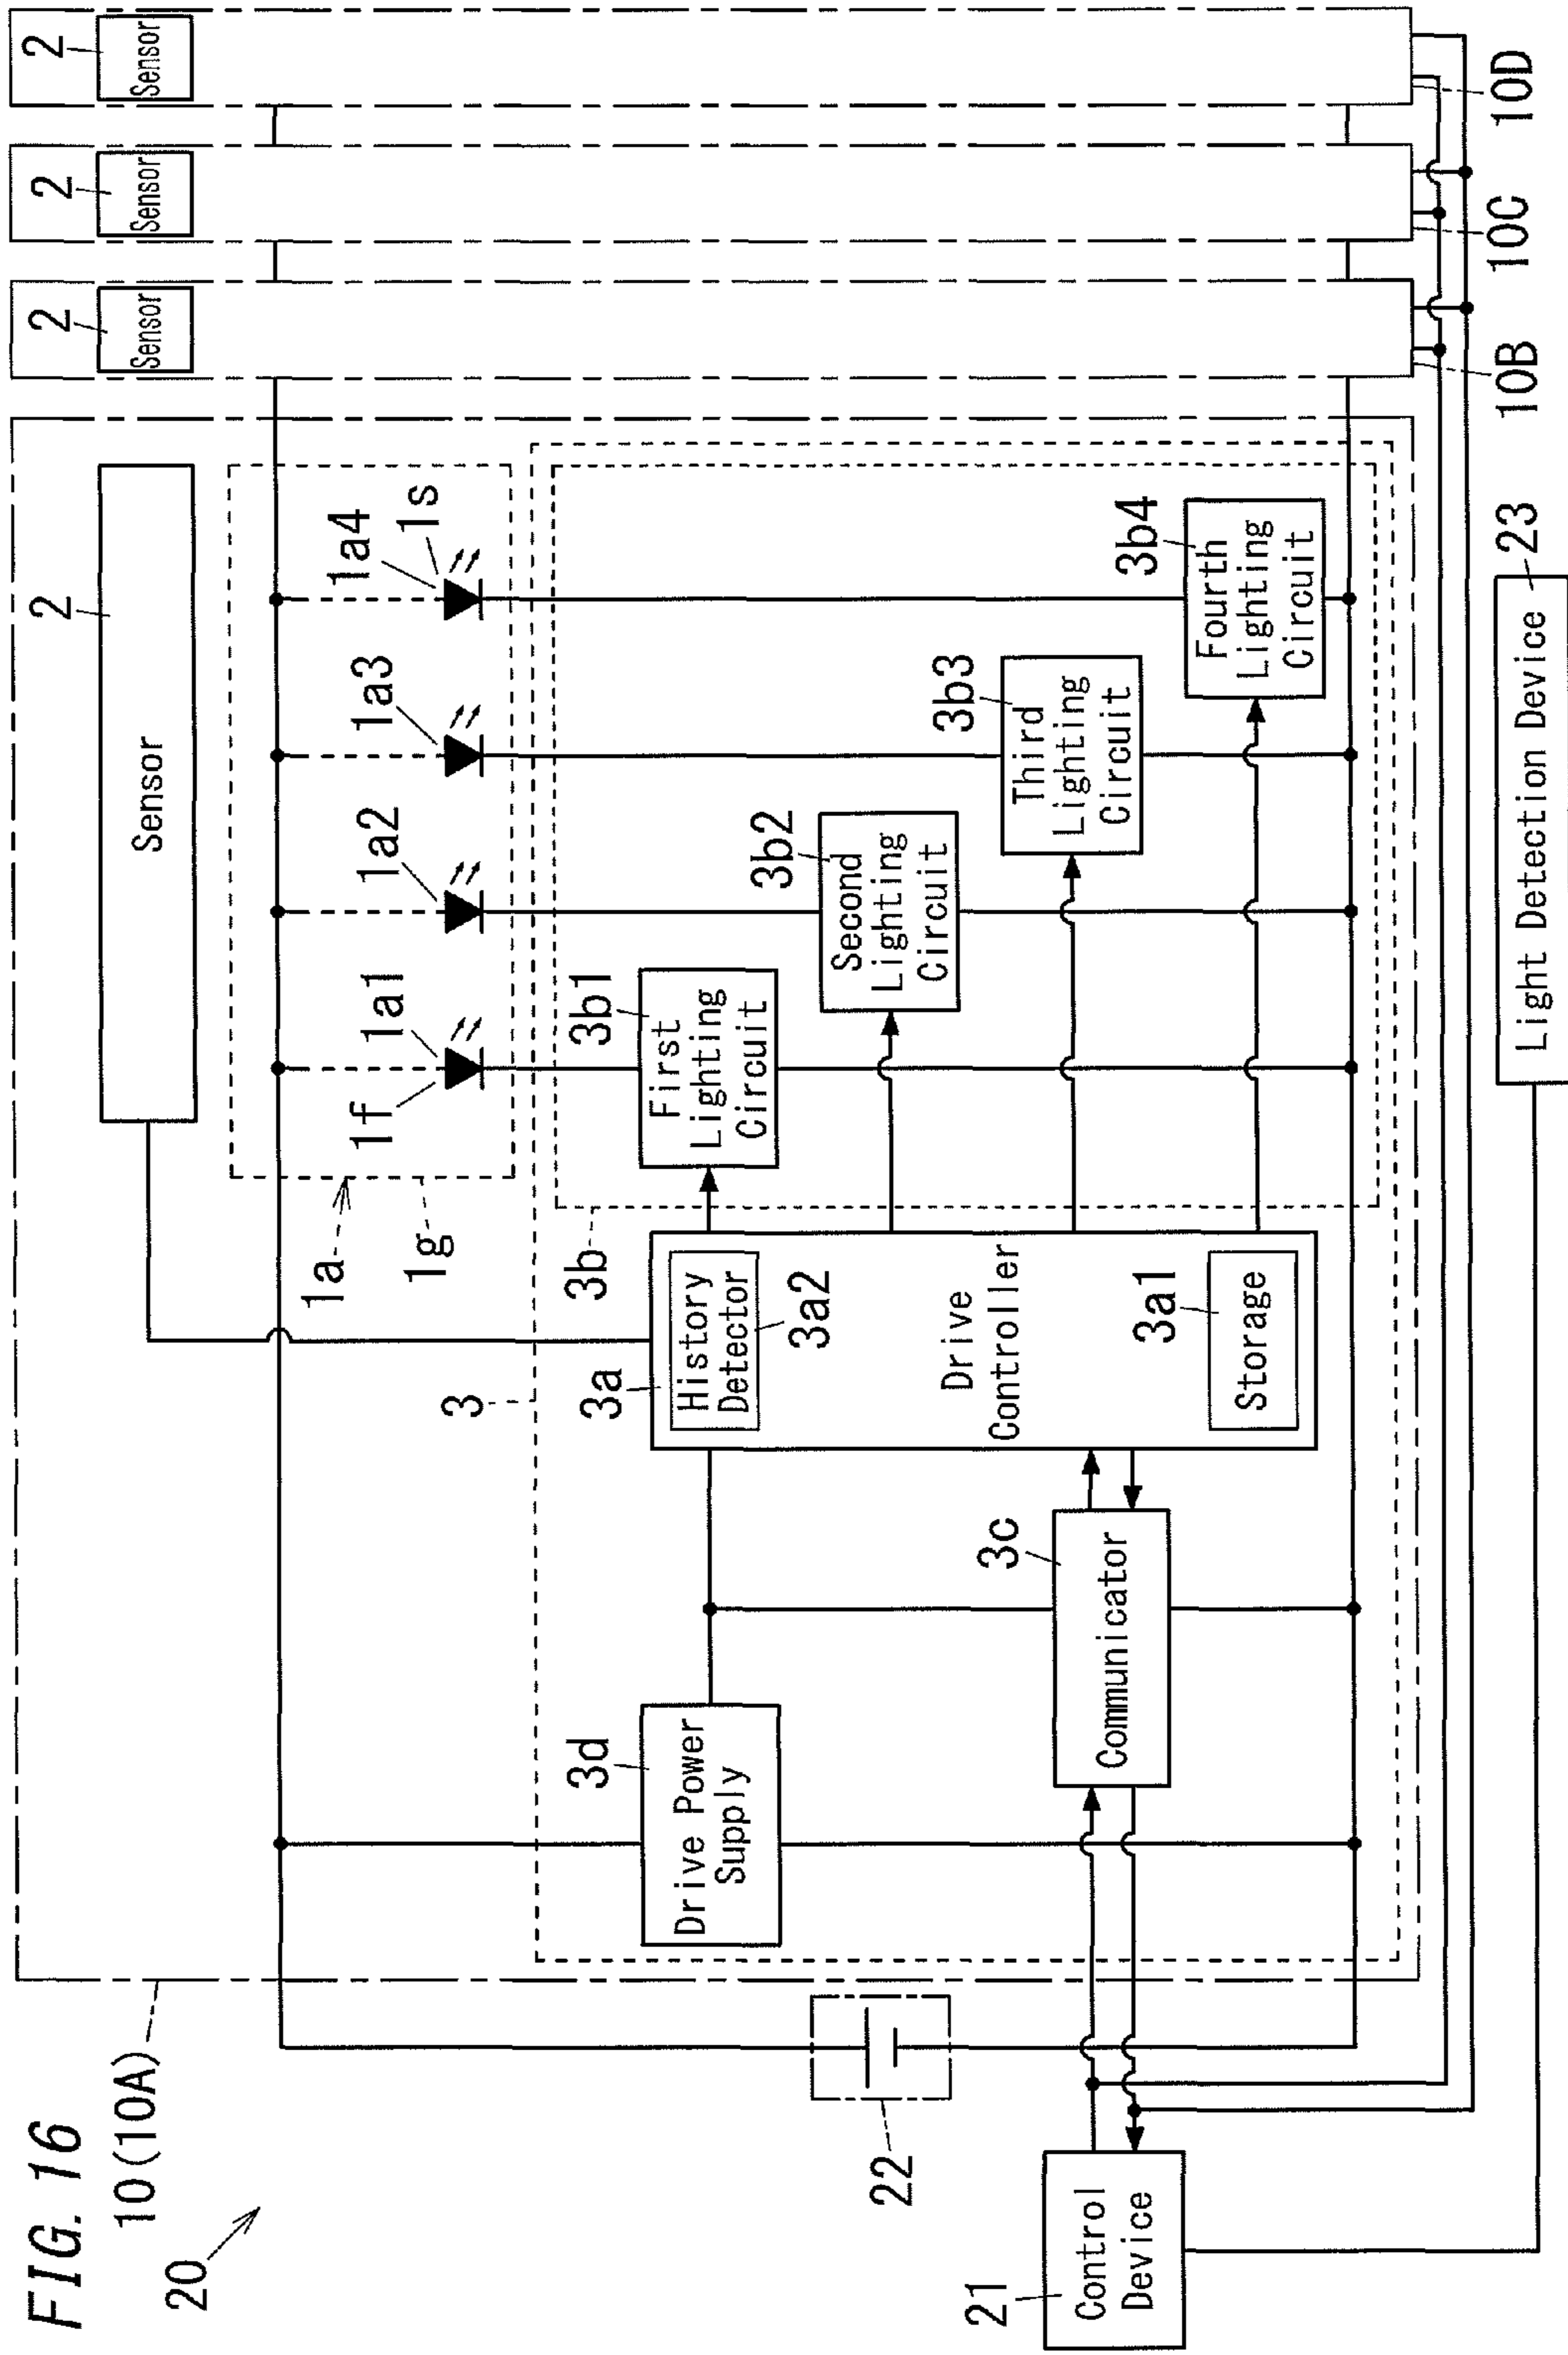 FIG. 16
20
10(10A)
2
Sensor
2
Sensor
2
Sensor
2
Sensor
1a
1g
1f
1a1
1a2
1a3
1a4
1s
3
3d
Drive Power
Supply
3a
History
Detector
3a2
Drive
Controller
3a1
Storage
3b
3b1
First
Lighting
Circuit
3b2
Second
Lighting
Circuit
3b3
Third
Lighting
Circuit
3b4
Fourth
Lighting
Circuit
3c
Communicator
22
21
Control
Device
23
Light Detection Device
10B
10C
10D